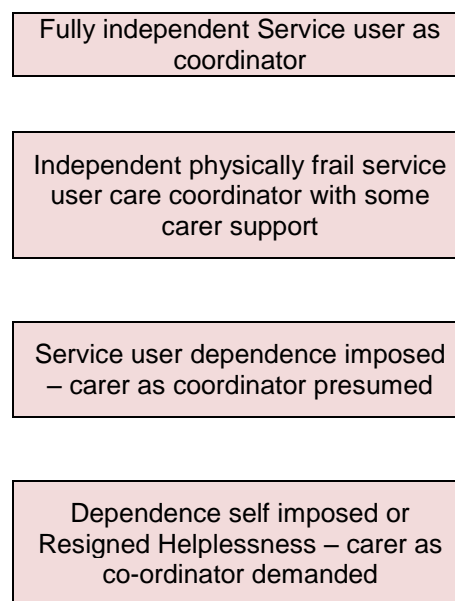 Fully independent Service user as
coordinator
Independent physically frail service
user care coordinator with some
carer support
Service user dependence imposed
– carer as coordinator presumed
Dependence self imposed or
Resigned Helplessness – carer as
co-ordinator demanded